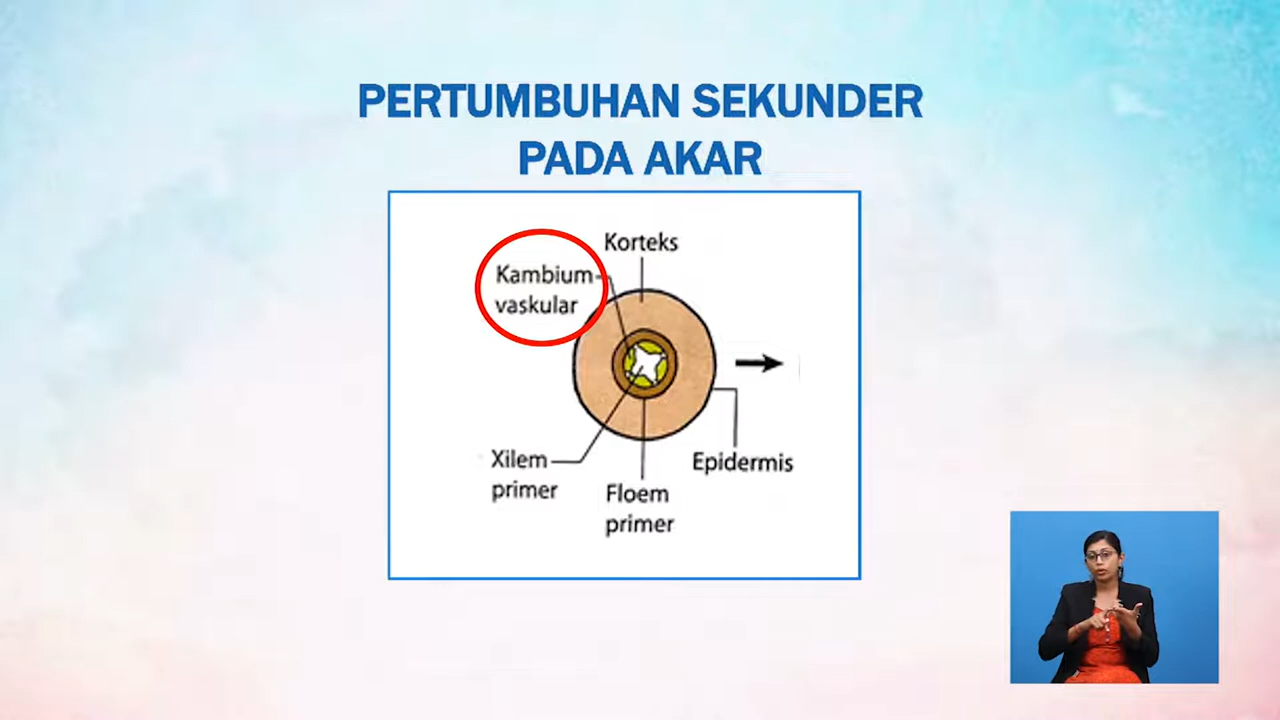 PERTUMBUHAN SEKUNDER
PADA AKAR
Korteks
Kambium
vaskular
Xilem
primer
Floem
primer
Epidermis